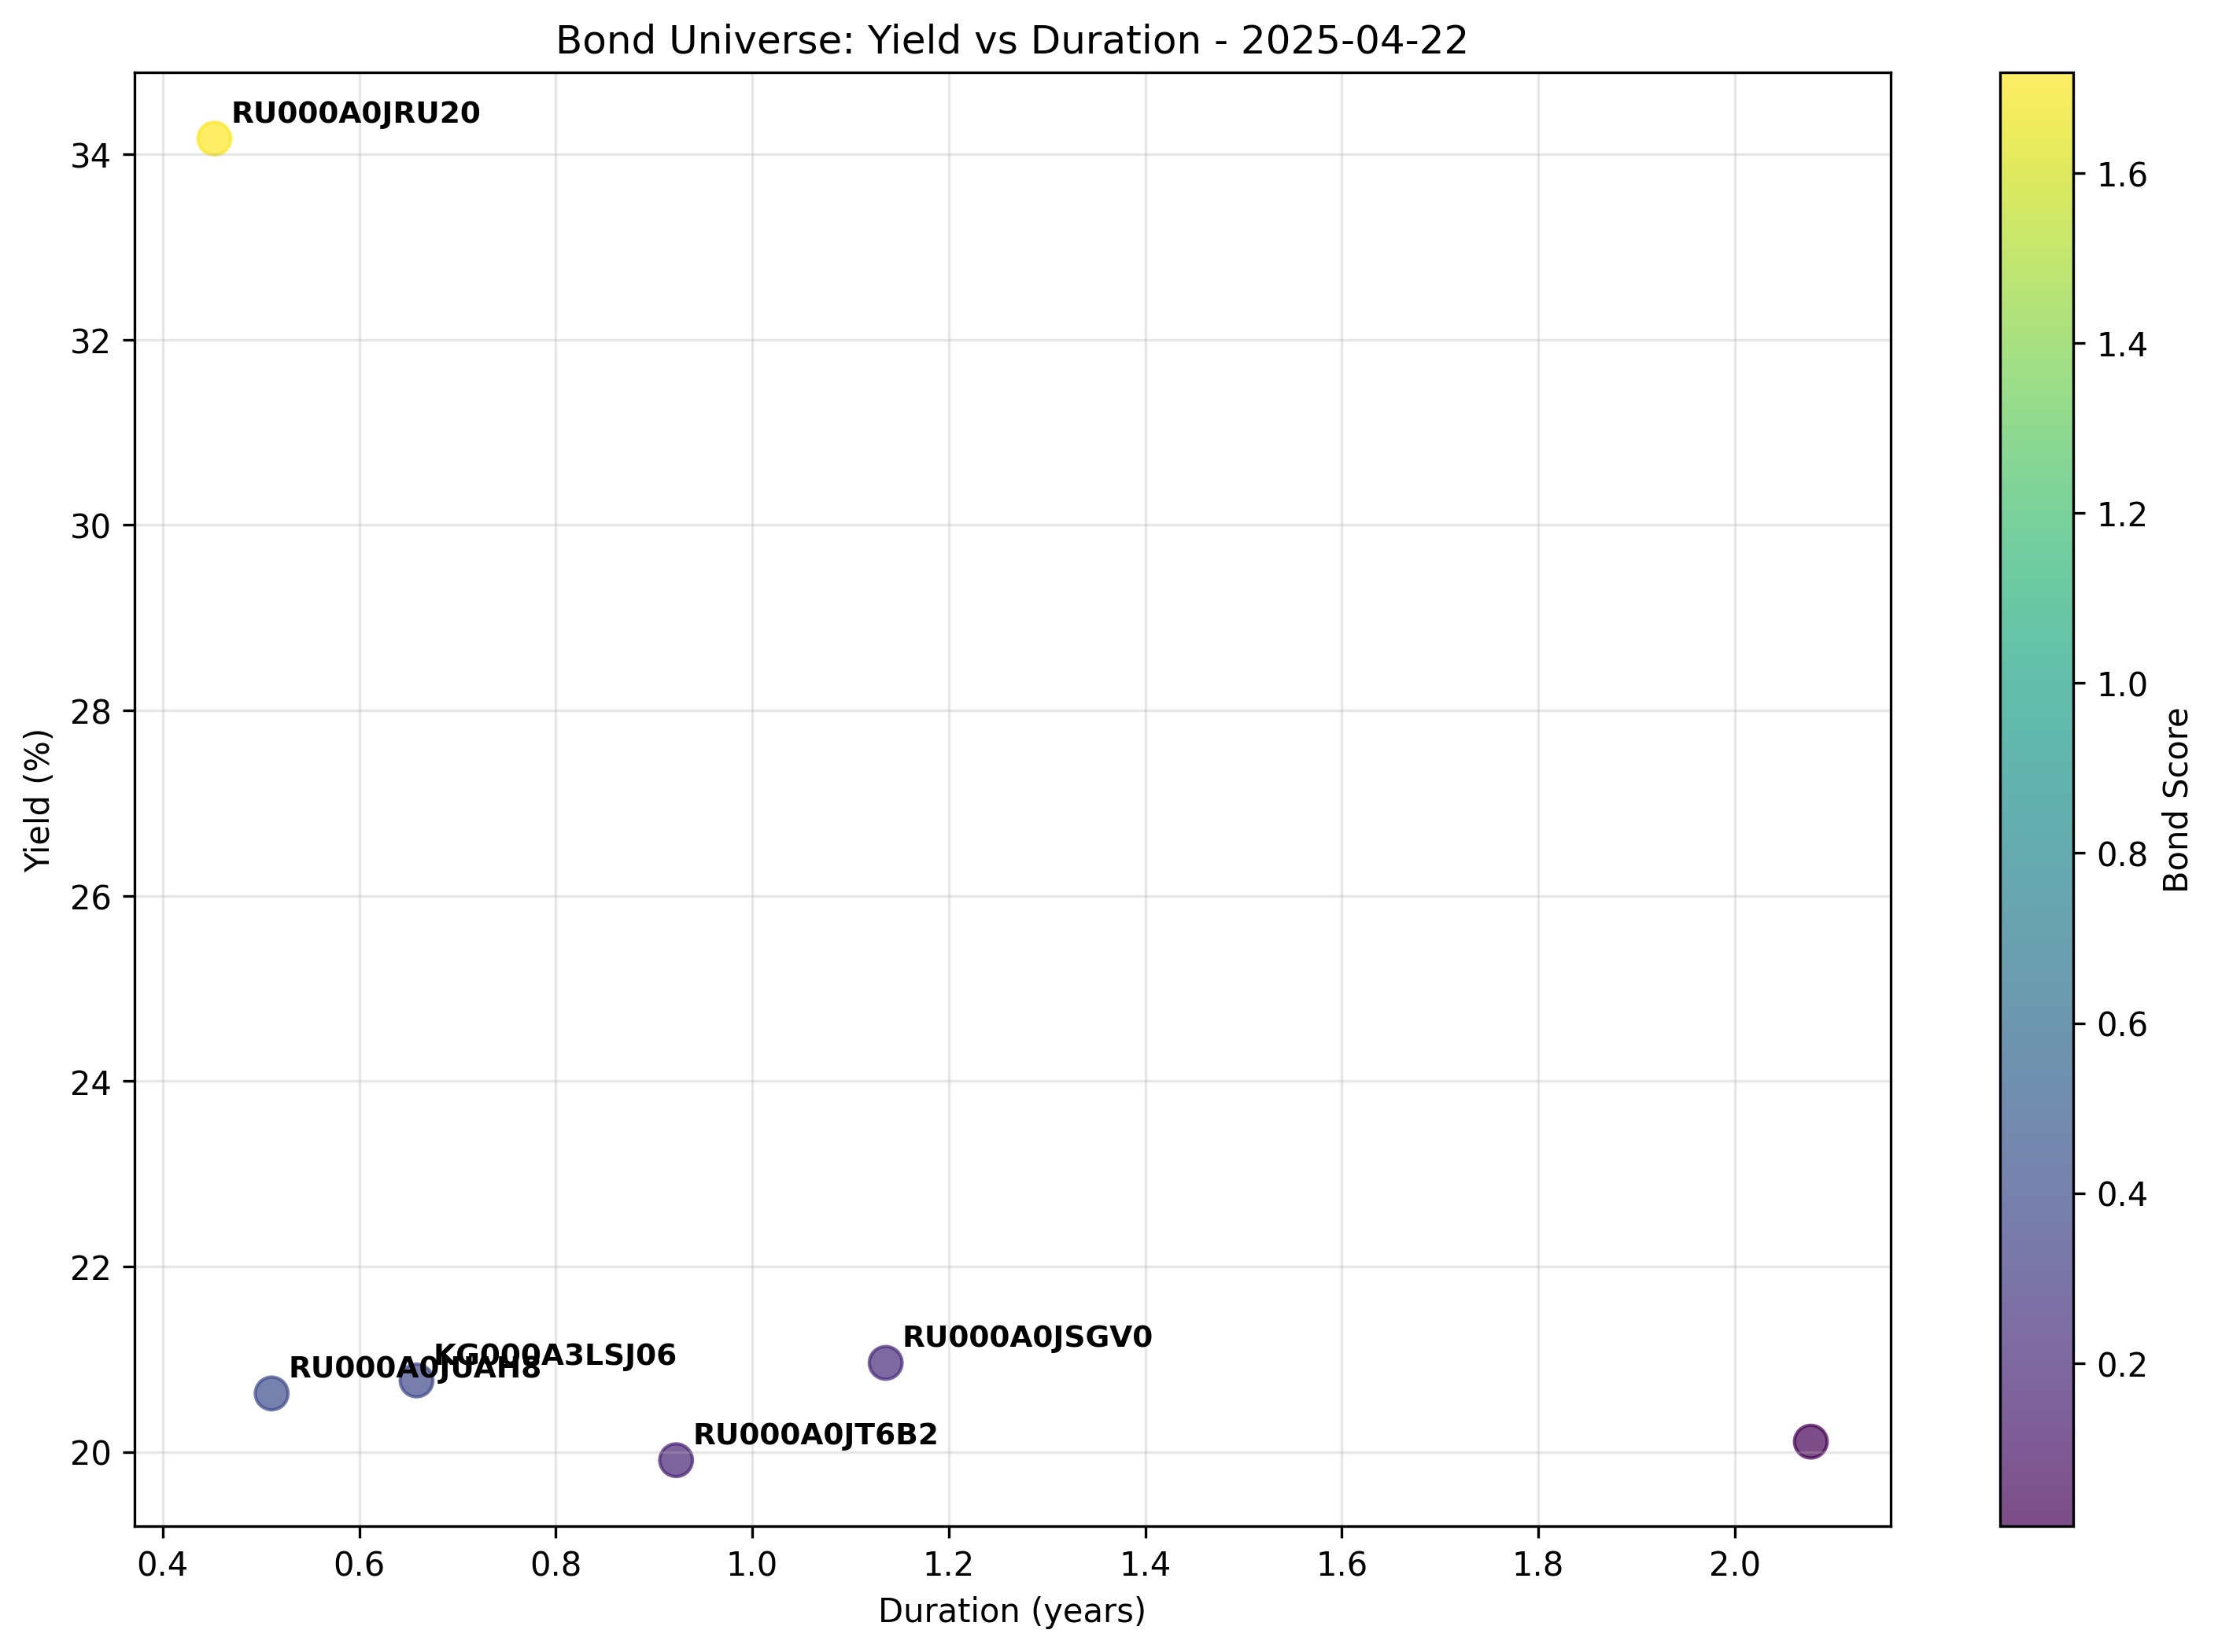 Bond Universe: Yield vs Duration - 2025-04-22
RU000A0JRU20
34
32
30
28
26
24
22
20
Yield (%)
KG000A3LSJ06
RU000A0JUAH8
RU000A0JSGV0
RU000A0JT6B2
0.4 0.6 0.8 1.0 1.2 1.4 1.6 1.8 2.0
Duration (years)
1.6
1.4
1.2
1.0
0.8
0.6
0.4
0.2
Bond Score